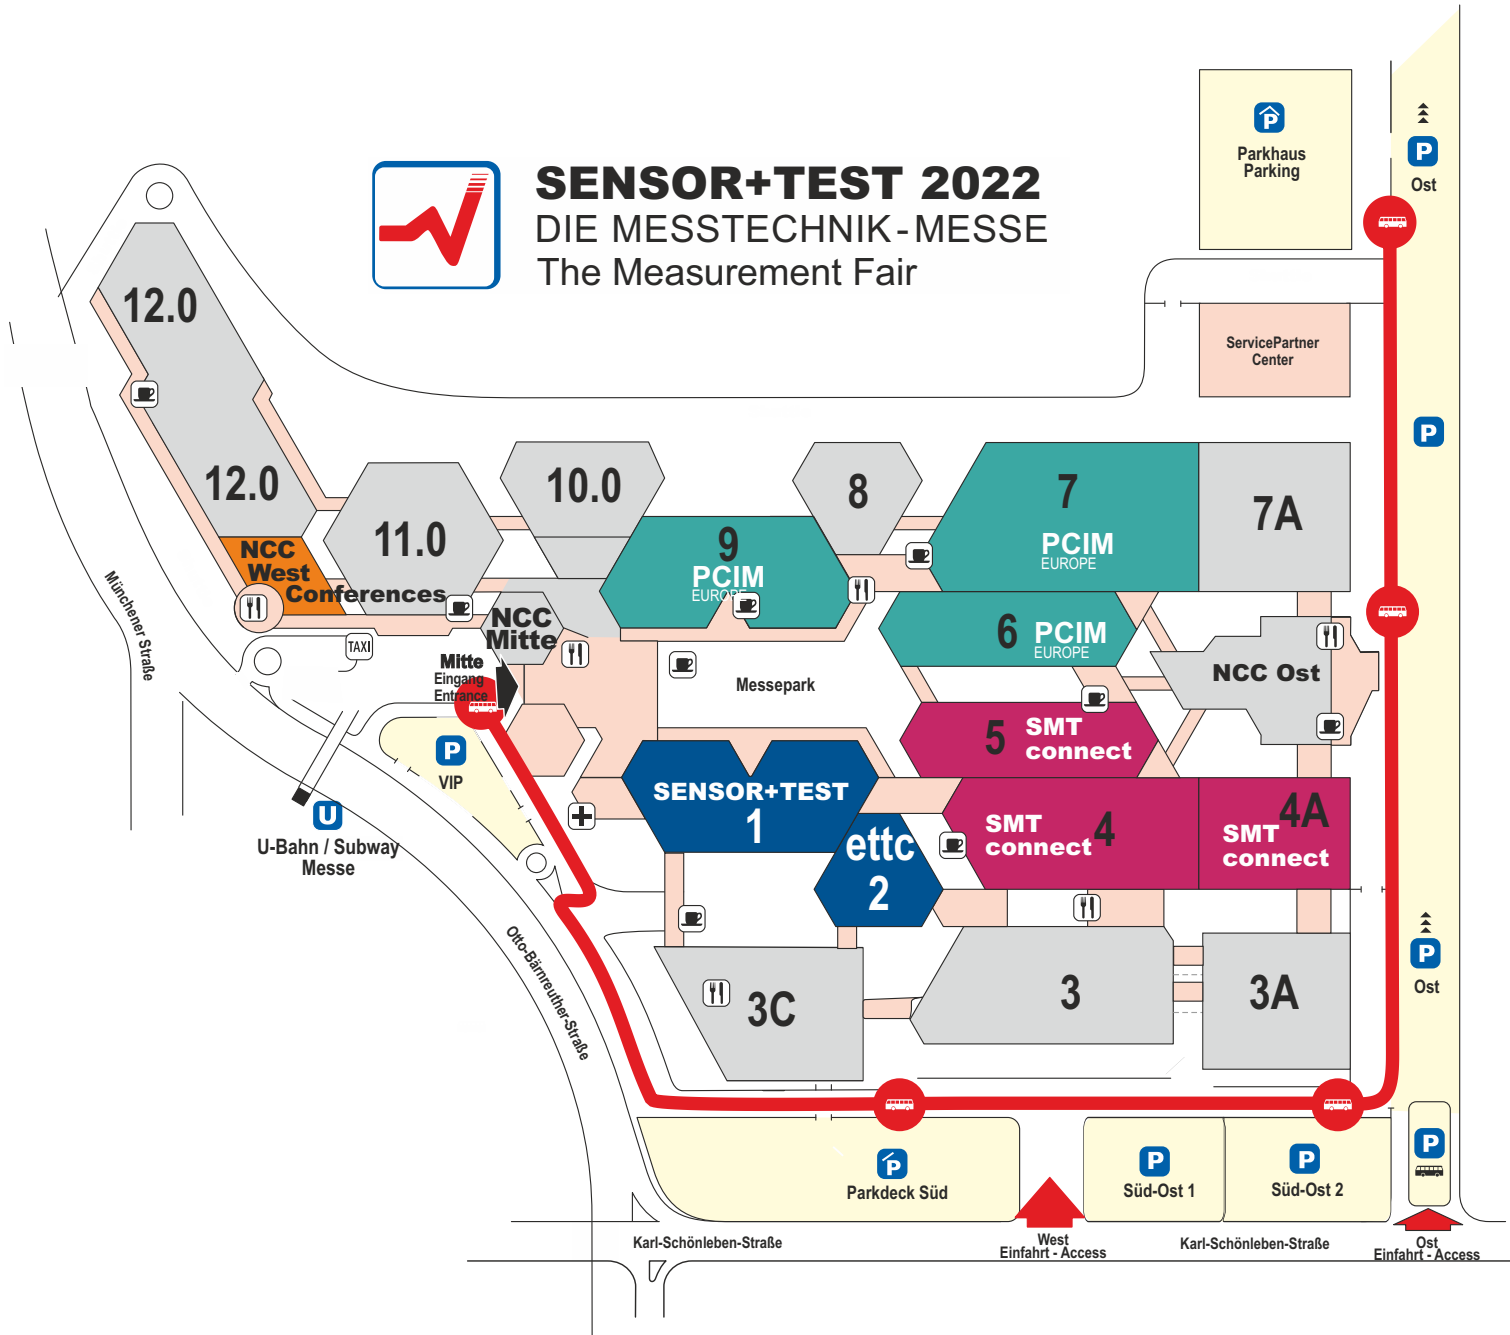 SENSOR+TEST 2022
DIE MESSTECHNIK-MESSE
The Measurement Fair
P
Parkhaus
Parking
P
Ost
12.0
ServicePartner
Center
P
12.0
11.0
10.0
8
7
PCIM
EUROPE
7A
9
PCIM
EUROPE
NCC
West
Conferences
Münchener Straße
TAXI
NCC
Mitte
Mitte
Eingang
Entrance
6 PCIM
EUROPE
NCC Ost
Messepark
5 SMT
connect
P
VIP
U
U-Bahn / Subway
Messe
SENSOR+TEST
1
ettc
2
SMT
connect 4
4A
SMT
connect
Otto-Bärnreuther-Straße
3C
3
3A
P
Ost
P
Parkdeck Süd
P
Süd-Ost 1
P
Süd-Ost 2
P
Karl-Schönleben-Straße
West
Einfahrt - Access
Karl-Schönleben-Straße
Ost
Einfahrt - Access